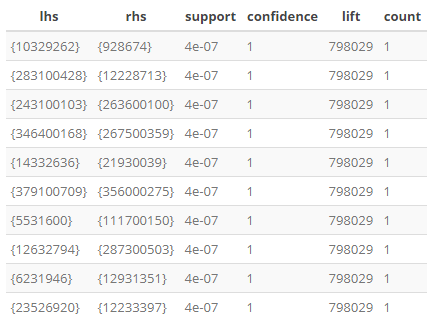 lhs rhs support confidence lift count
{10329262} {928674} 4e-07 1 798029 1
{283100428} {12228713} 4e-07 1 798029 1
{243100103} {263600100} 4e-07 1 798029 1
{346400168} {267500359} 4e-07 1 798029 1
{14332636} {21930039} 4e-07 1 798029 1
{379100709} {356000275} 4e-07 1 798029 1
{5531600} {111700150} 4e-07 1 798029 1
{12632794} {287300503} 4e-07 1 798029 1
{6231946} {12931351} 4e-07 1 798029 1
{23526920} {12233397} 4e-07 1 798029 1